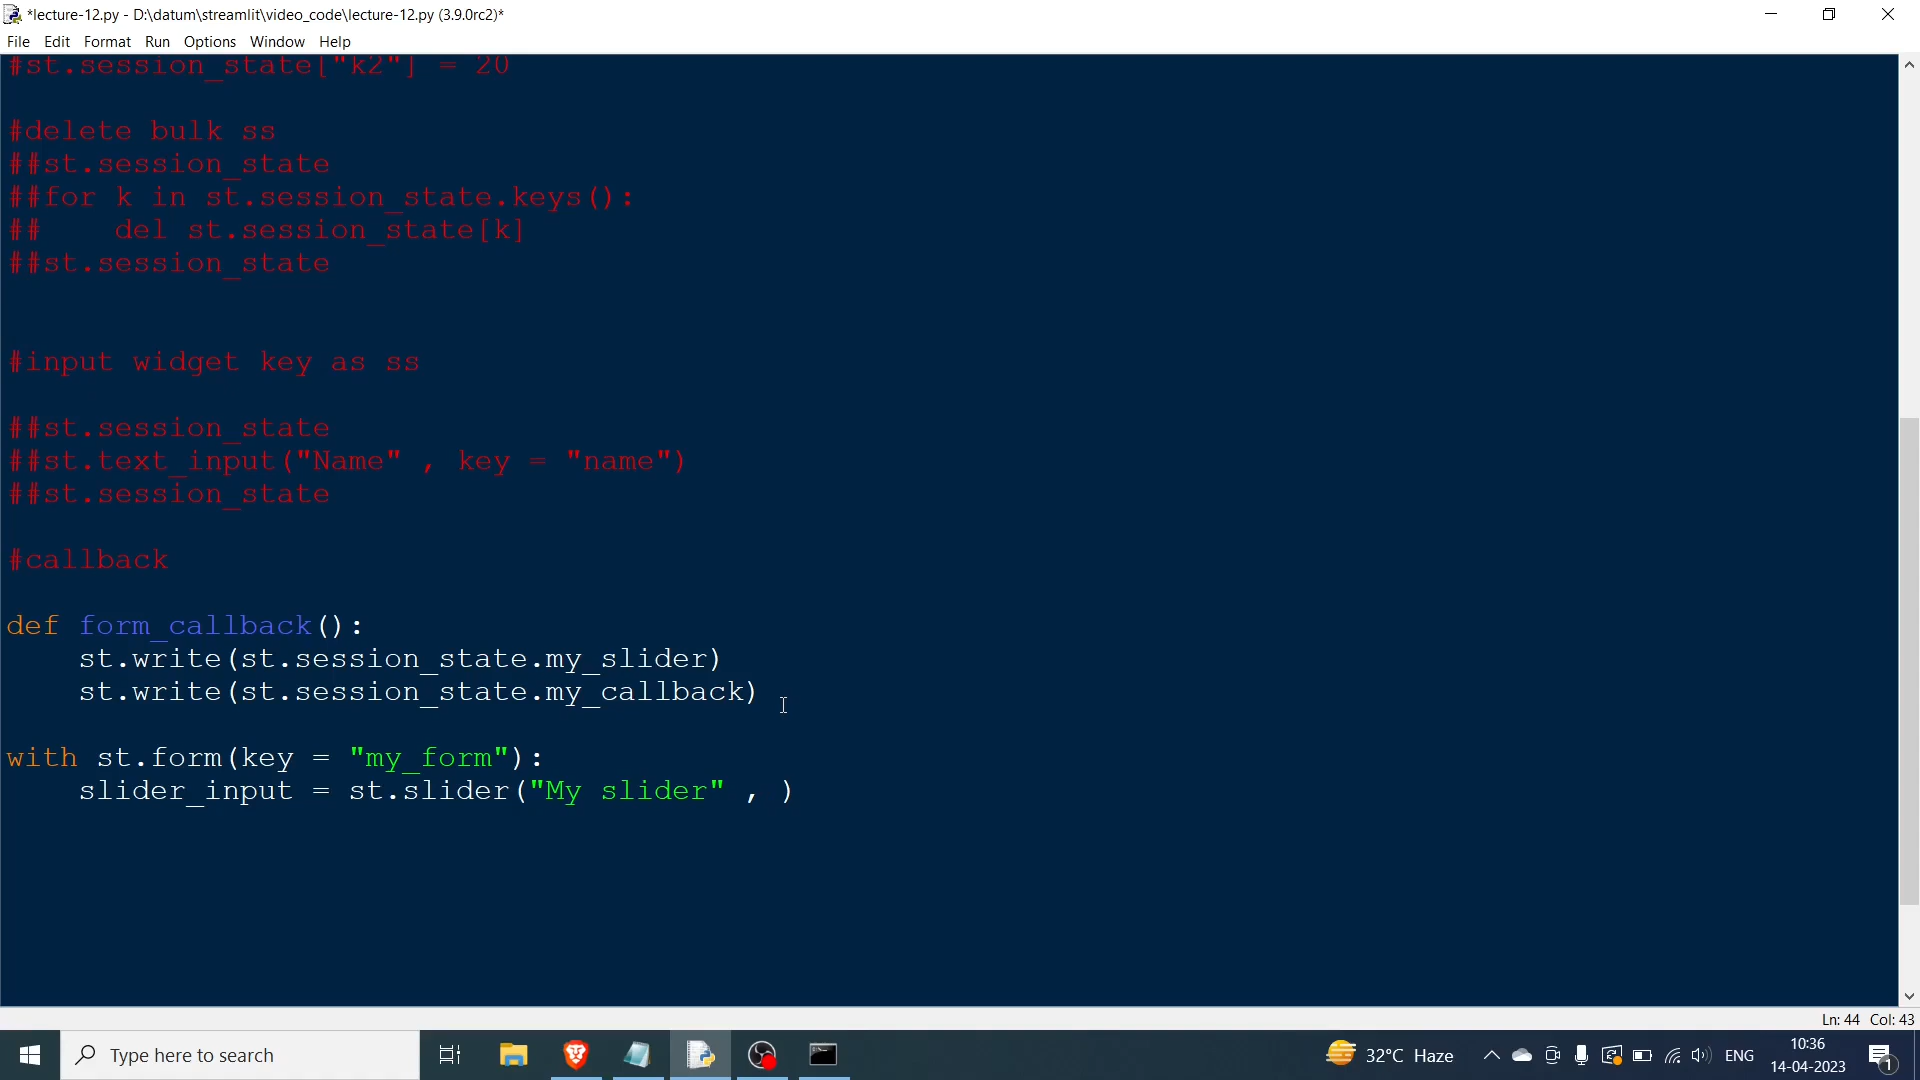 *lecture-12.py - D:\datum\streamlit\video_code\lecture-12.py (3.9.0rc2)*
File Edit Format Run Options Window Help
#st.session_state["k2"] = 20
#delete bulk ss
##st.session_state
##for k in st.session_state.keys():
##    del st.session_state[k]
##st.session_state
#input widget key as ss
##st.session_state
##st.text_input("Name" , key = "name")
##st.session_state
#callback
def form_callback():
    st.write(st.session_state.my_slider)
    st.write(st.session_state.my_callback)
with st.form(key = "my_form"):
    slider_input = st.slider("My slider" , )
Ln: 44 Col: 43
Type here to search
32°C Haze
ENG
10:36
14-04-2023
1